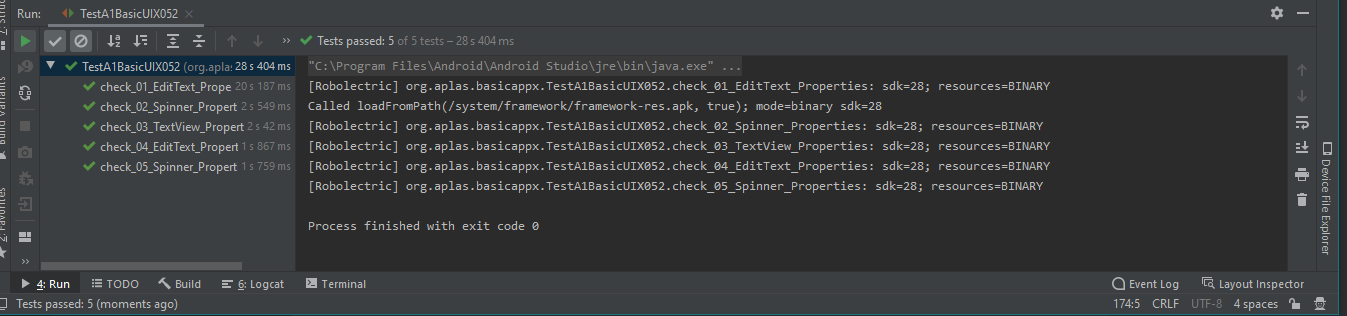 Run: TestA1BasicUIX052
Tests passed: 5 of 5 tests – 28 s 404 ms
TestA1BasicUIX052 (org.aplas 28 s 404 ms
check_01_EditText_Prope 20 s 187 ms
check_02_Spinner_Propert 2 s 549 ms
check_03_TextView_Propert 2 s 42 ms
check_04_EditText_Propert 1 s 867 ms
check_05_Spinner_Propert 1 s 759 ms
"C:\Program Files\Android\Android Studio\jre\bin\java.exe" ...
[Robolectric] org.aplas.basicappx.TestA1BasicUIX052.check_01_EditText_Properties: sdk=28; resources=BINARY
Called loadFromPath(/system/framework/framework-res.apk, true); mode=binary sdk=28
[Robolectric] org.aplas.basicappx.TestA1BasicUIX052.check_02_Spinner_Properties: sdk=28; resources=BINARY
[Robolectric] org.aplas.basicappx.TestA1BasicUIX052.check_03_TextView_Properties: sdk=28; resources=BINARY
[Robolectric] org.aplas.basicappx.TestA1BasicUIX052.check_04_EditText_Properties: sdk=28; resources=BINARY
[Robolectric] org.aplas.basicappx.TestA1BasicUIX052.check_05_Spinner_Properties: sdk=28; resources=BINARY
Process finished with exit code 0
Build Variants
2: Favorites
Device File Explorer
4: Run TODO Build 6: Logcat Terminal Event Log Layout Inspector
Tests passed: 5 (moments ago) 174:5 CRLF UTF-8 4 spaces